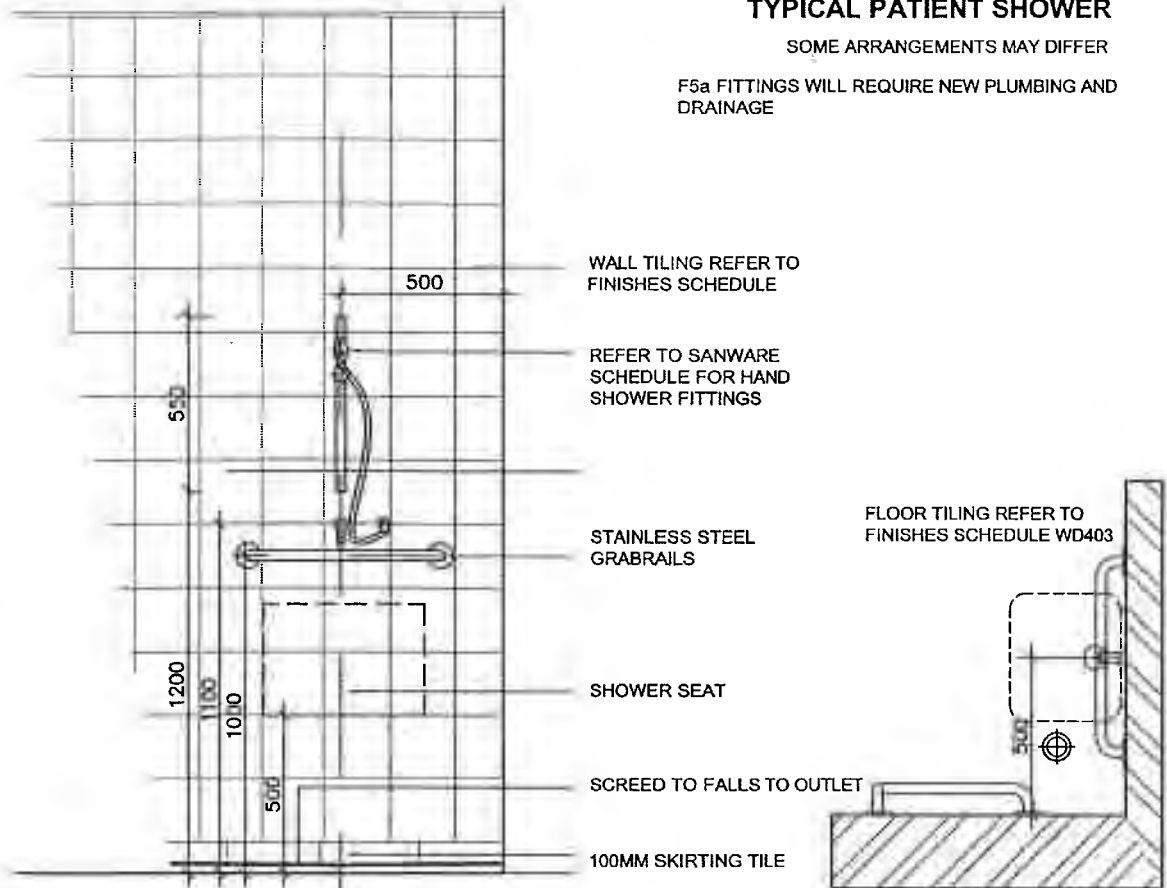 TYPICAL PATIENT SHOWER
SOME ARRANGEMENTS MAY DIFFER
F5a FITTINGS WILL REQUIRE NEW PLUMBING AND
DRAINAGE
WALL TILING REFER TO
FINISHES SCHEDULE
500
REFER TO SANWARE
SCHEDULE FOR HAND
SHOWER FITTINGS
550
STAINLESS STEEL
GRABRAILS
FLOOR TILING REFER TO
FINISHES SCHEDULE WD403
1200
1100
1000
SHOWER SEAT
500
500
SCREED TO FALLS TO OUTLET
100MM SKIRTING TILE